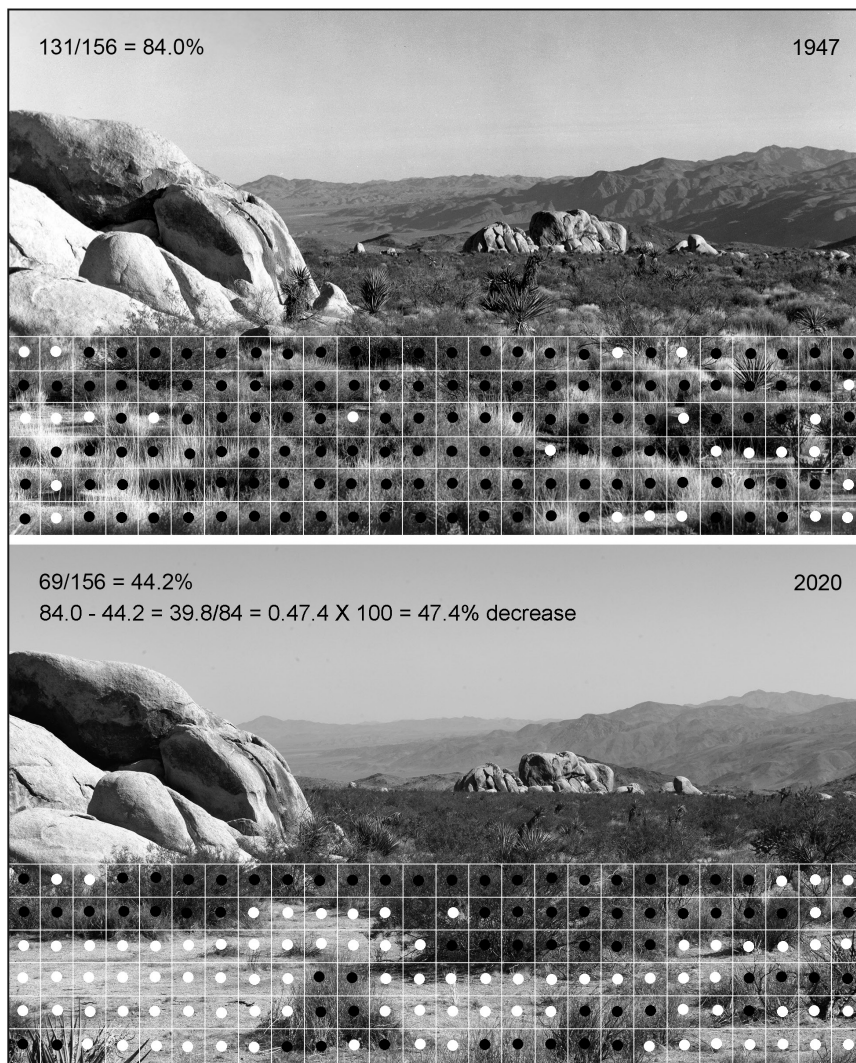 131/156 = 84.0%
1947
69/156 = 44.2%
2020
84.0 - 44.2 = 39.8/84 = 0.47.4 X 100 = 47.4% decrease